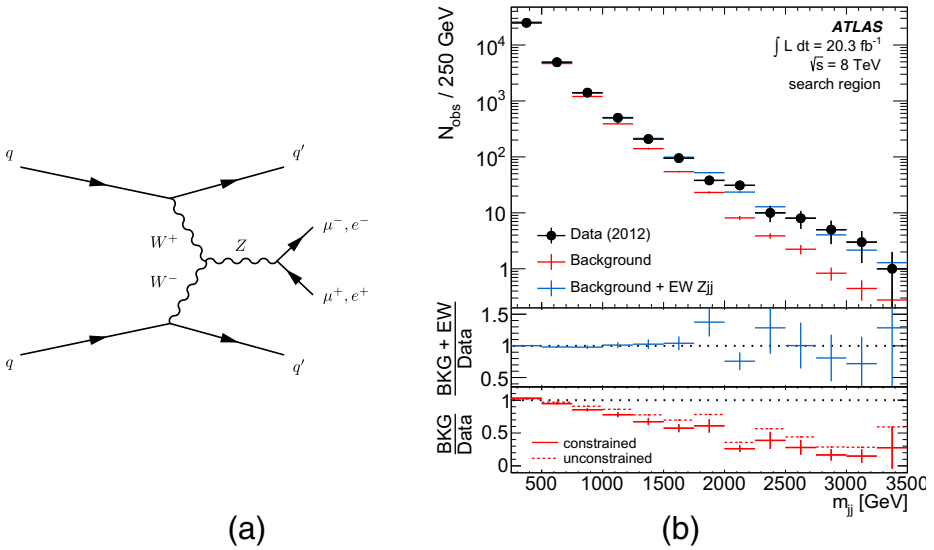 q
q′
W⁺
Z
μ⁻, e⁻
W⁻
μ⁺, e⁺
q
q′
(a)
N_obs / 250 GeV
10⁴
10³
10²
10
1
ATLAS
∫ L dt = 20.3 fb⁻¹
√s = 8 TeV
search region
Data (2012)
Background
Background + EW Zjj
BKG + EW
Data
1.5
1
0.5
BKG
Data
1
0.5
0
constrained
unconstrained
500 1000 1500 2000 2500 3000 3500
m_jj [GeV]
(b)